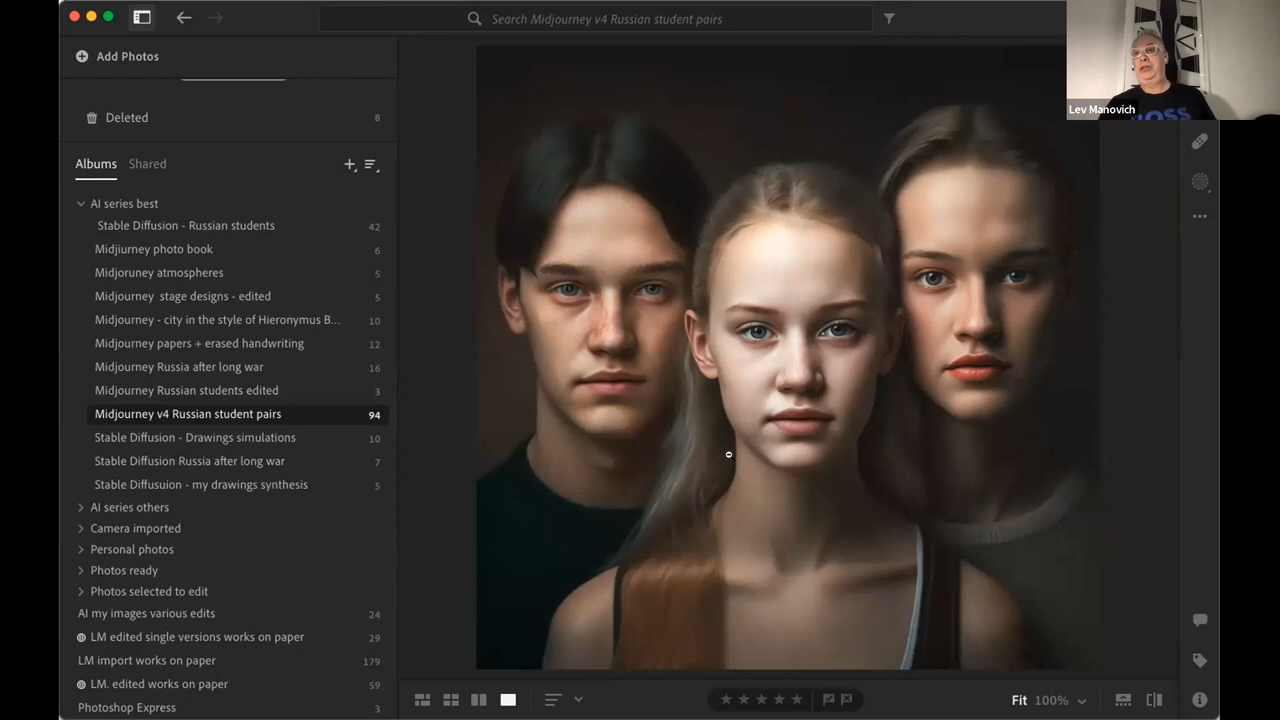 Search Midjourney v4 Russian student pairs
Add Photos
Deleted 8
Albums Shared
AI series best
Stable Diffusion - Russian students 42
Midjiurney photo book 6
Midjoruney atmospheres 5
Midjourney stage designs - edited 5
Midjourney - city in the style of Hieronymus B... 10
Midjourney papers + erased handwriting 12
Midjourney Russia after long war 16
Midjourney Russian students edited 3
Midjourney v4 Russian student pairs 94
Stable Diffusion - Drawings simulations 10
Stable Diffusion Russia after long war 7
Stable Diffusuion - my drawings synthesis 5
AI series others
Camera imported
Personal photos
Photos ready
Photos selected to edit
AI my images various edits 24
LM edited single versions works on paper 29
LM import works on paper 179
LM. edited works on paper 59
Photoshop Express 3
Fit 100%
Lev Manovich
BOSS